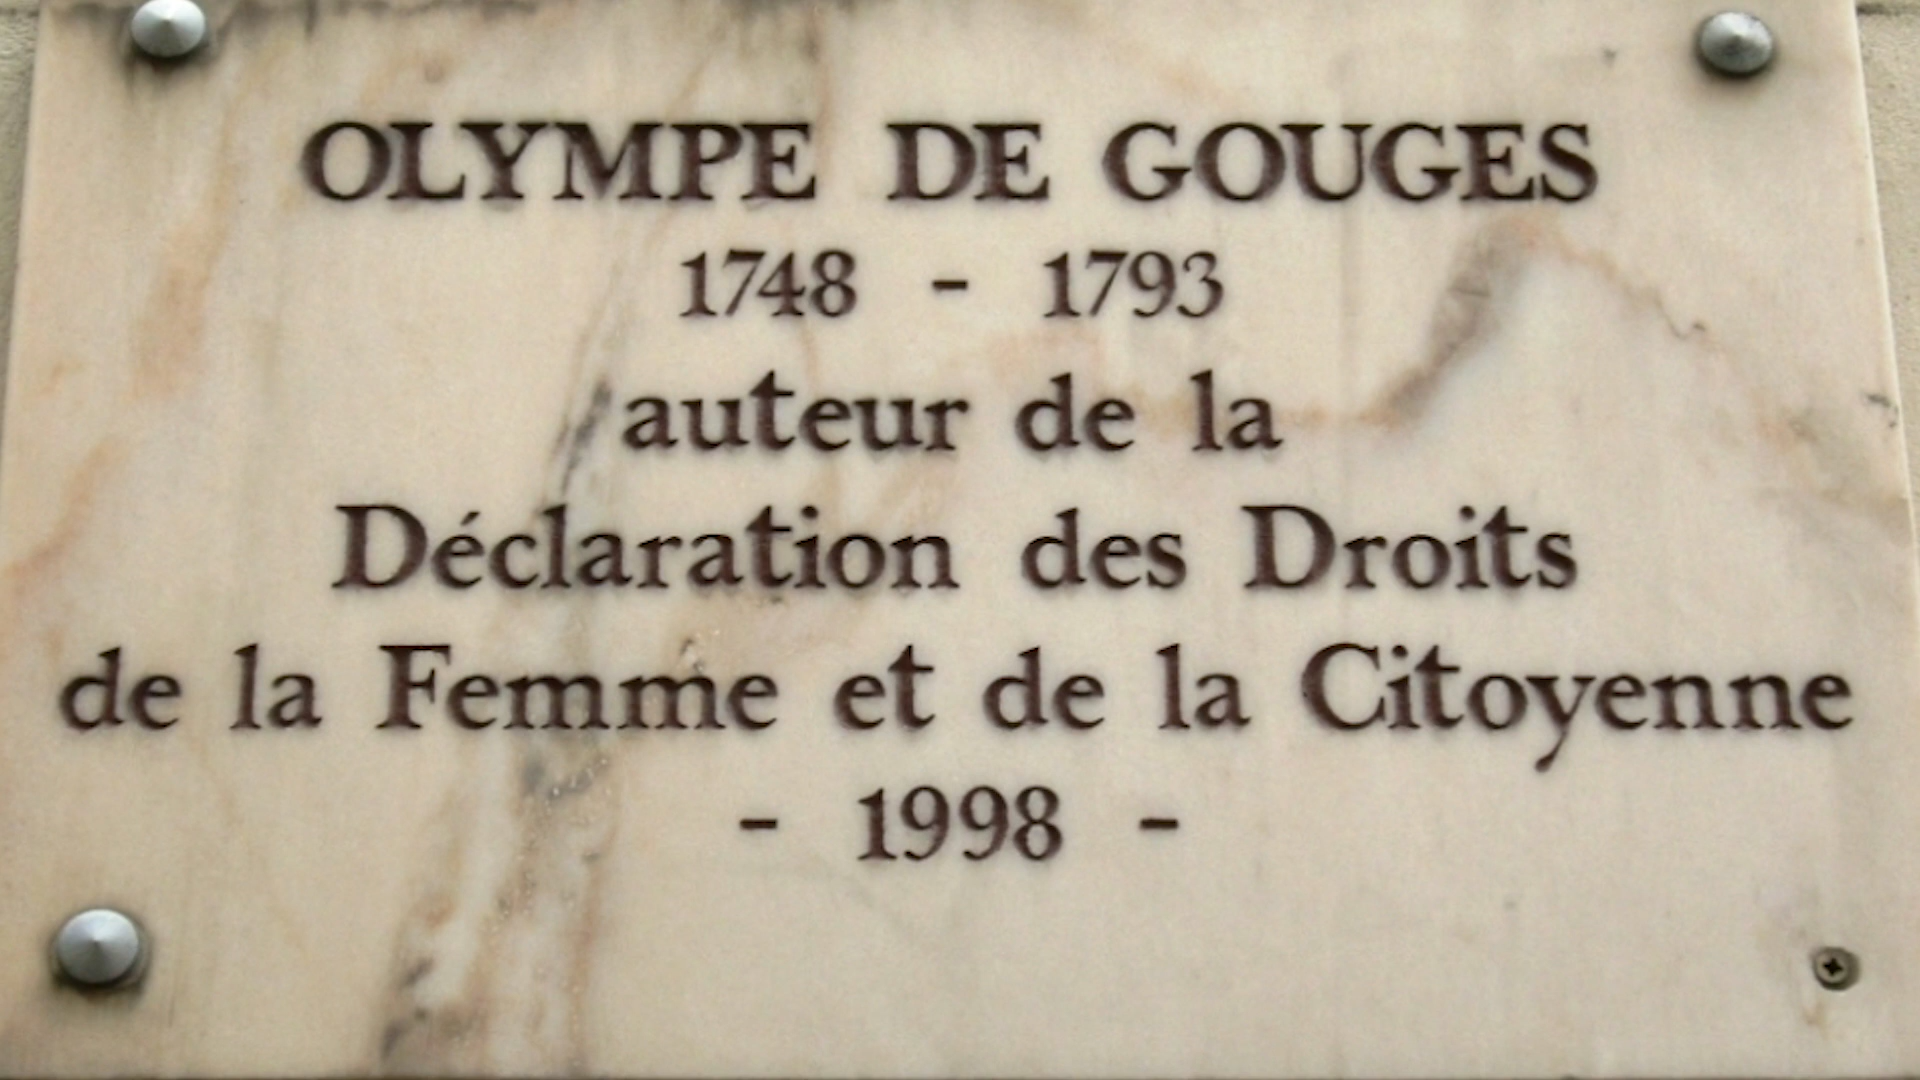 OLYMPE DE GOUGES
1748 - 1793
auteur de la
Déclaration des Droits
de la Femme et de la Citoyenne
- 1998 -